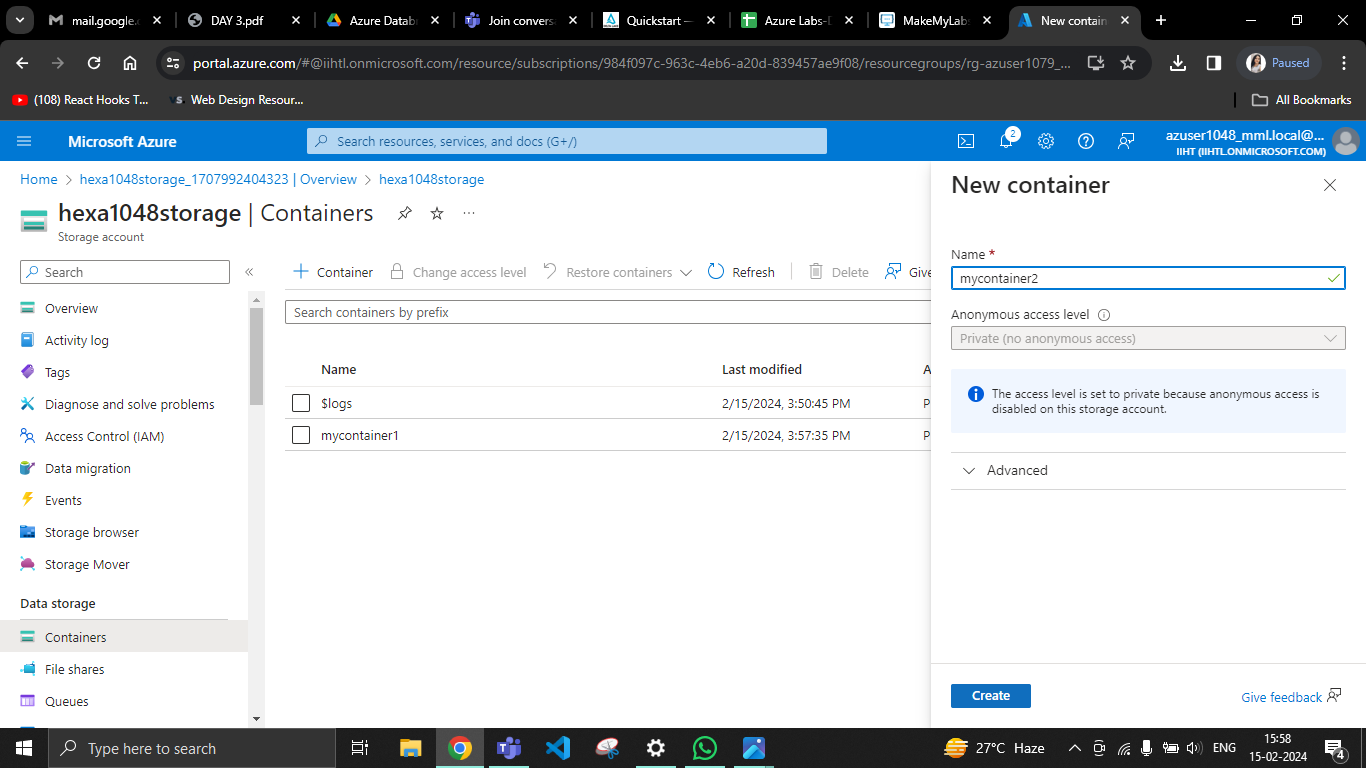 mail.google.c
DAY 3.pdf
Azure Datab
Join convers
Quickstart —
Azure Labs-D
MakeMyLab
New contain
portal.azure.com/#@iihtl.onmicrosoft.com/resource/subscriptions/984f097c-963c-4eb6-a20d-839457ae9f08/resourcegroups/rg-azuser1079_...
Paused
(108) React Hooks T...
VS Web Design Resour...
All Bookmarks
Microsoft Azure
Search resources, services, and docs (G+/)
2
azuser1048_mml.local@...
IIHT (IIHTL.ONMICROSOFT.COM)
Home > hexa1048storage_1707992404323 | Overview > hexa1048storage
hexa1048storage | Containers
Storage account
Search
Overview
Activity log
Tags
Diagnose and solve problems
Access Control (IAM)
Data migration
Events
Storage browser
Storage Mover
Data storage
Containers
File shares
Queues
Container
Change access level
Restore containers
Refresh
Delete
Give
Search containers by prefix
Name Last modified A
$logs 2/15/2024, 3:50:45 PM P
mycontainer1 2/15/2024, 3:57:35 PM P
New container
Name *
mycontainer2
Anonymous access level
Private (no anonymous access)
The access level is set to private because anonymous access is
disabled on this storage account.
Advanced
Create
Give feedback
Type here to search
27°C Haze
ENG
15:58
15-02-2024
4